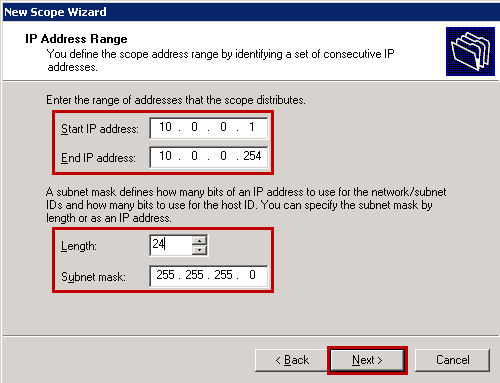 New Scope Wizard
IP Address Range
You define the scope address range by identifying a set of consecutive IP
addresses.
Enter the range of addresses that the scope distributes.
Start IP address: 10 . 0 . 0 . 1
End IP address: 10 . 0 . 0 . 254
A subnet mask defines how many bits of an IP address to use for the network/subnet
IDs and how many bits to use for the host ID. You can specify the subnet mask by
length or as an IP address.
Length: 24
Subnet mask: 255 . 255 . 255 . 0
< Back Next > Cancel